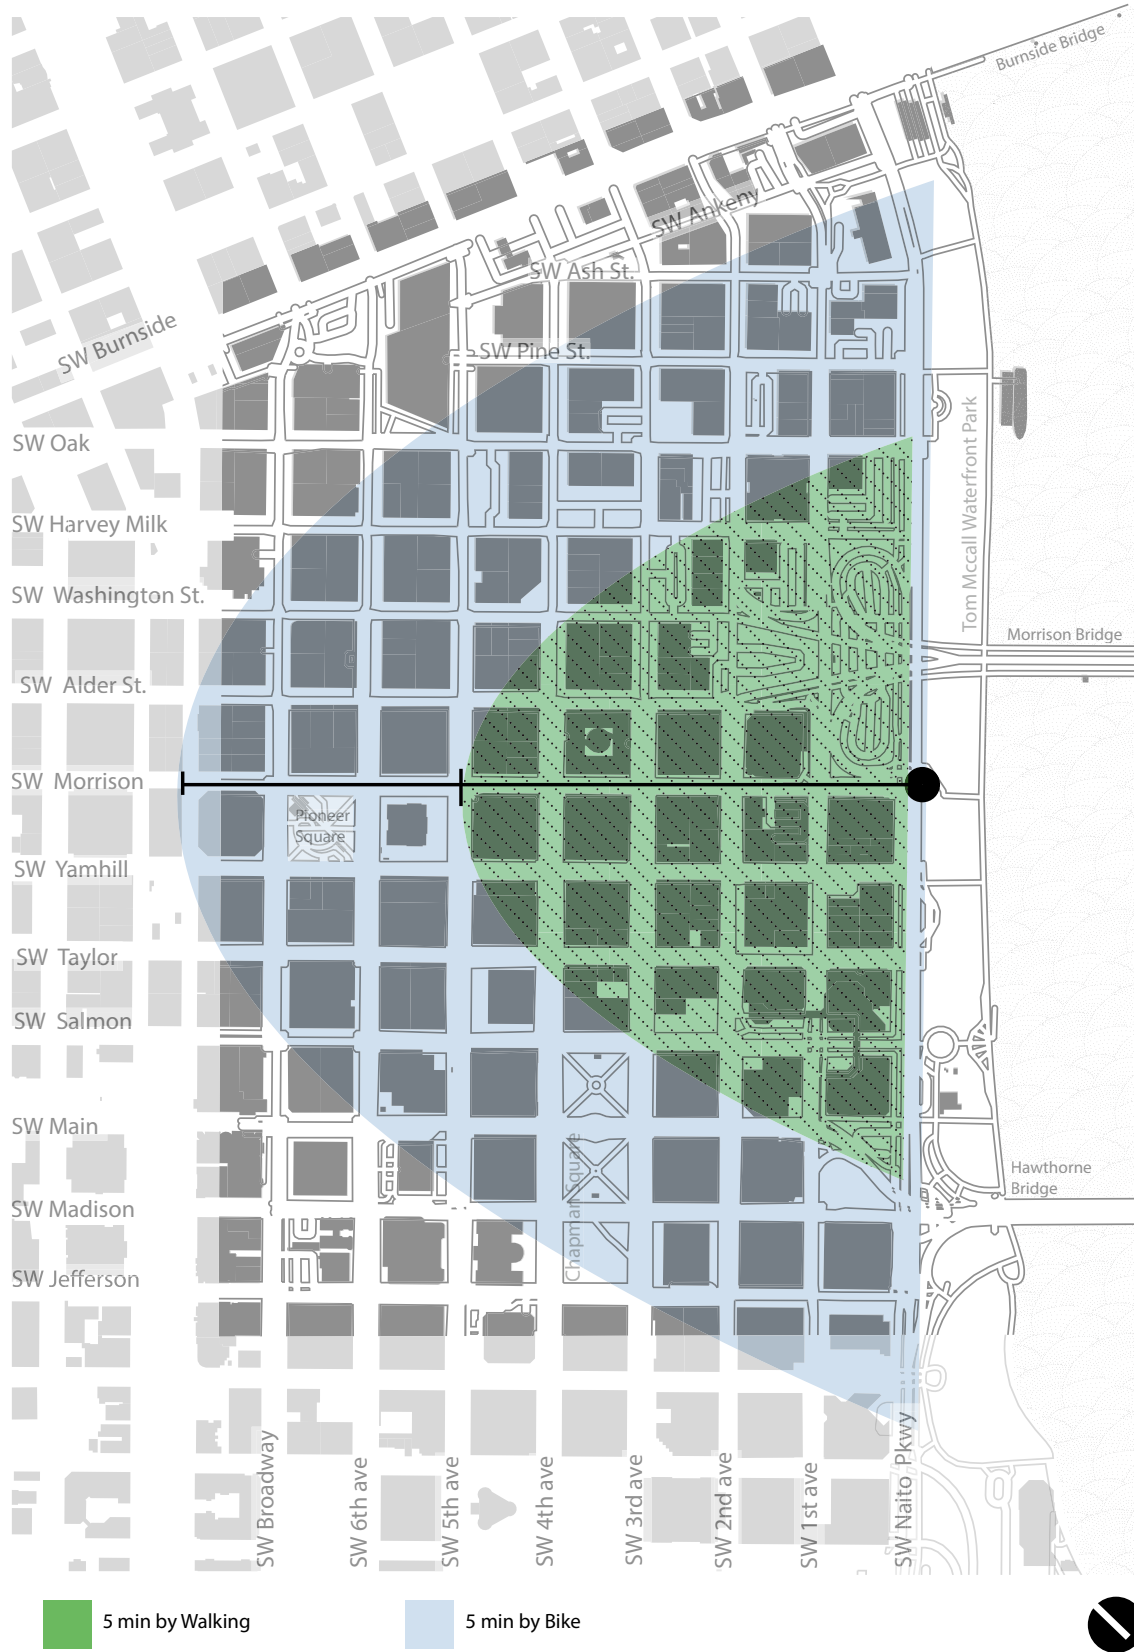 Burnside Bridge
SW Ankeny
SW Ash St.
SW Burnside
SW Pine St.
SW Oak
Tom Mccall Waterfront Park
SW Harvey Milk
SW  Washington St.
Morrison Bridge
SW  Alder St.
SW  Morrison
Pioneer
Square
SW  Yamhill
SW  Taylor
SW  Salmon
SW Main
Chapman Square
Hawthorne
Bridge
SW Madison
SW Jefferson
SW Broadway
SW  6th ave
SW  5th ave
SW  4th ave
SW  3rd ave
SW  2nd ave
SW  1st ave
SW  Naito  Pkwy
5 min by Walking
5 min by Bike